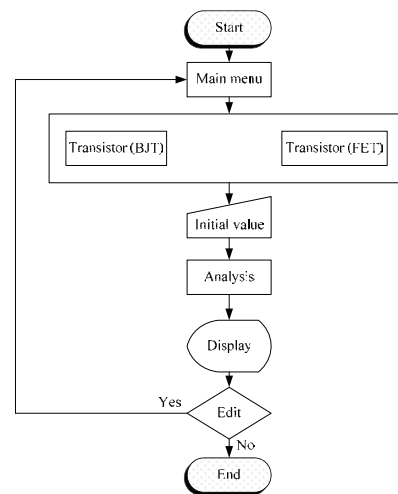 Start
Main menu
Transistor (BJT)
Transistor (FET)
Initial value
Analysis
Display
Yes
Edit
No
End